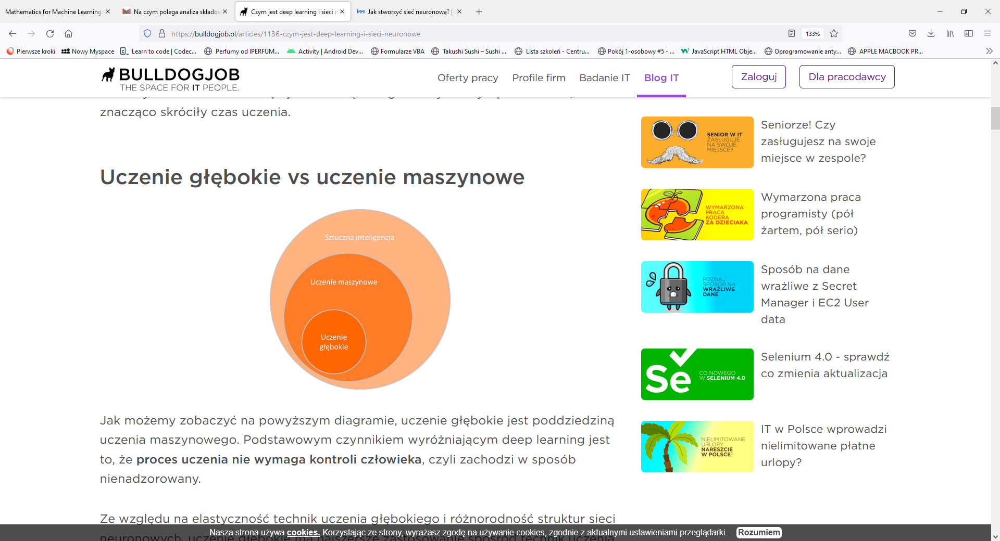 Mathematics for Machine Learning
Na czym polega analiza składow
Czym jest deep learning i sieci n
Jak stworzyć sieć neuronową? |
https://bulldogjob.pl/articles/1136-czym-jest-deep-learning-i-sieci-neuronowe
133%
Pierwsze kroki
Nowy Myspace
Learn to code | Codec...
Perfumy od IPERFUM...
Activity | Android Dev...
Formularze VBA
Takushi Sushi – Sushi ...
Lista szkoleń - Centru...
Pokój 1-osobowy #5 - ...
JavaScript HTML Obje...
Oprogramowanie anty...
APPLE MACBOOK PR...
BULLDOGJOB
THE SPACE FOR IT PEOPLE.
Oferty pracy
Profile firm
Badanie IT
Blog IT
Zaloguj
Dla pracodawcy
znacząco skróciły czas uczenia.
Uczenie głębokie vs uczenie maszynowe
Sztuczna inteligencja
Uczenie maszynowe
Uczenie
głębokie
Jak możemy zobaczyć na powyższym diagramie, uczenie głębokie jest poddziedziną
uczenia maszynowego. Podstawowym czynnikiem wyróżniającym deep learning jest
to, że proces uczenia nie wymaga kontroli człowieka, czyli zachodzi w sposób
nienadzorowany.
Ze względu na elastyczność technik uczenia głębokiego i różnorodność struktur sieci
neuronowych, uczenie głębokie ma najszersze zastosowanie spośród technik uczenia
SENIOR W IT
ZASŁUGUJE
NA SWOJE
MIEJSCE?
Seniorze! Czy
zasługujesz na swoje
miejsce w zespole?
WYMARZONA
PRACA
KODERA
ZA DZIECIAKA
Wymarzona praca
programisty (pół
żartem, pół serio)
POZNAJ
SPOSÓB NA
WRAŻLIWE
DANE
Sposób na dane
wrażliwe z Secret
Manager i EC2 User
data
Se
CO NOWEGO
W SELENIUM 4.0
Selenium 4.0 - sprawdź
co zmienia aktualizacja
NIELIMITOWANE
URLOPY
NARESZCIE
W POLSCE?
IT w Polsce wprowadzi
nielimitowane płatne
urlopy?
Nasza strona używa cookies. Korzystając ze strony, wyrażasz zgodę na używanie cookies, zgodnie z aktualnymi ustawieniami przeglądarki.
Rozumiem